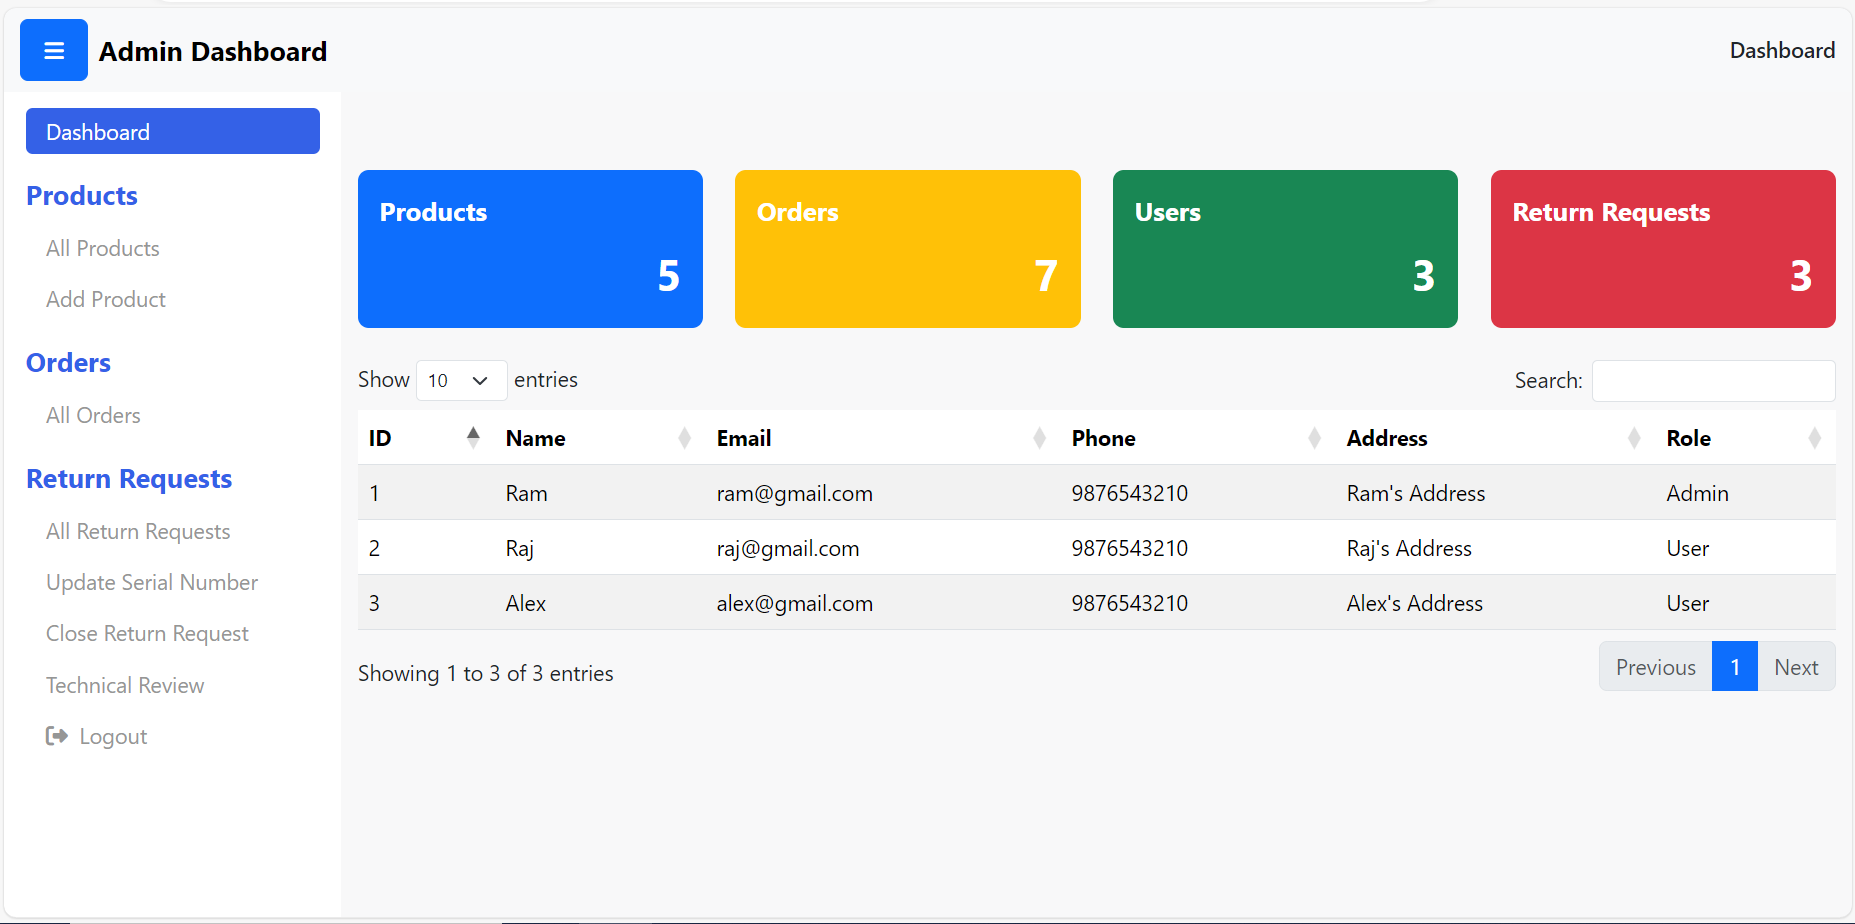 Admin Dashboard
Dashboard
Dashboard
Products
All Products
Add Product
Orders
All Orders
Return Requests
All Return Requests
Update Serial Number
Close Return Request
Technical Review
Logout
Products
5
Orders
7
Users
3
Return Requests
3
Show 10 entries
Search:
ID Name Email Phone Address Role
1 Ram ram@gmail.com 9876543210 Ram's Address Admin
2 Raj raj@gmail.com 9876543210 Raj's Address User
3 Alex alex@gmail.com 9876543210 Alex's Address User
Showing 1 to 3 of 3 entries
Previous 1 Next